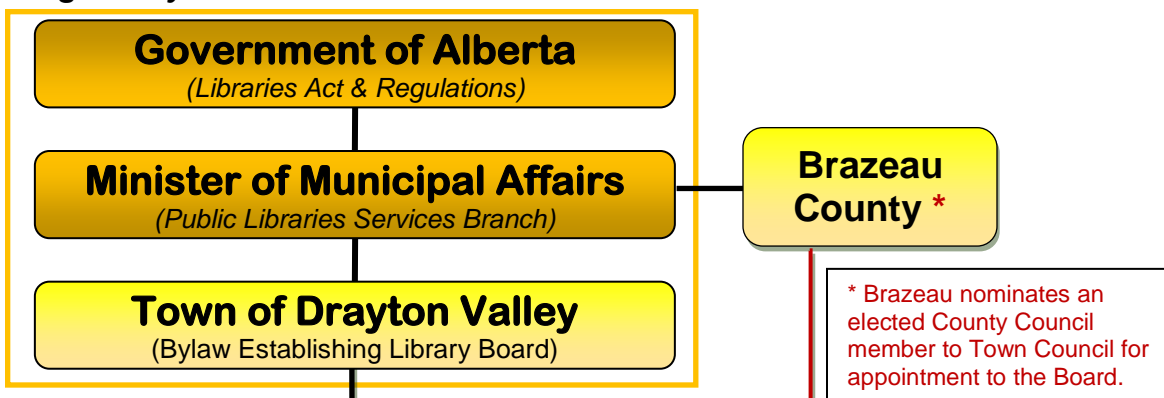 Government of Alberta
(Libraries Act & Regulations)
Minister of Municipal Affairs
(Public Libraries Services Branch)
Brazeau
County *
Town of Drayton Valley
(Bylaw Establishing Library Board)
* Brazeau nominates an
elected County Council
member to Town Council for
appointment to the Board.